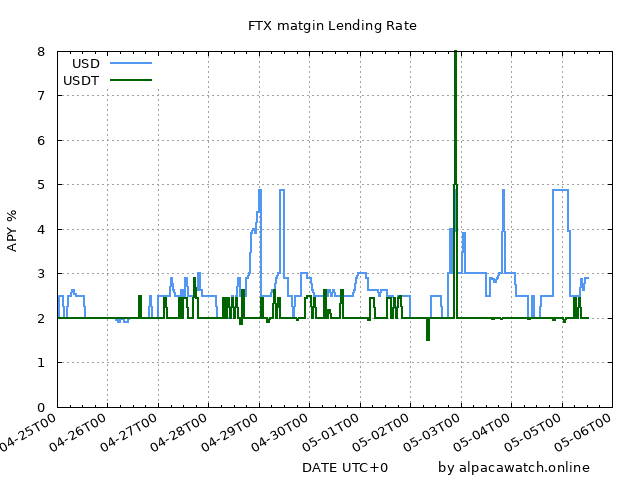 FTX matgin Lending Rate
USD
USDT
8
7
6
5
4
3
2
1
0
APY %
04-25T00
04-26T00
04-27T00
04-28T00
04-29T00
04-30T00
05-01T00
05-02T00
05-03T00
05-04T00
05-05T00
05-06T00
DATE UTC+0
by alpacawatch.online